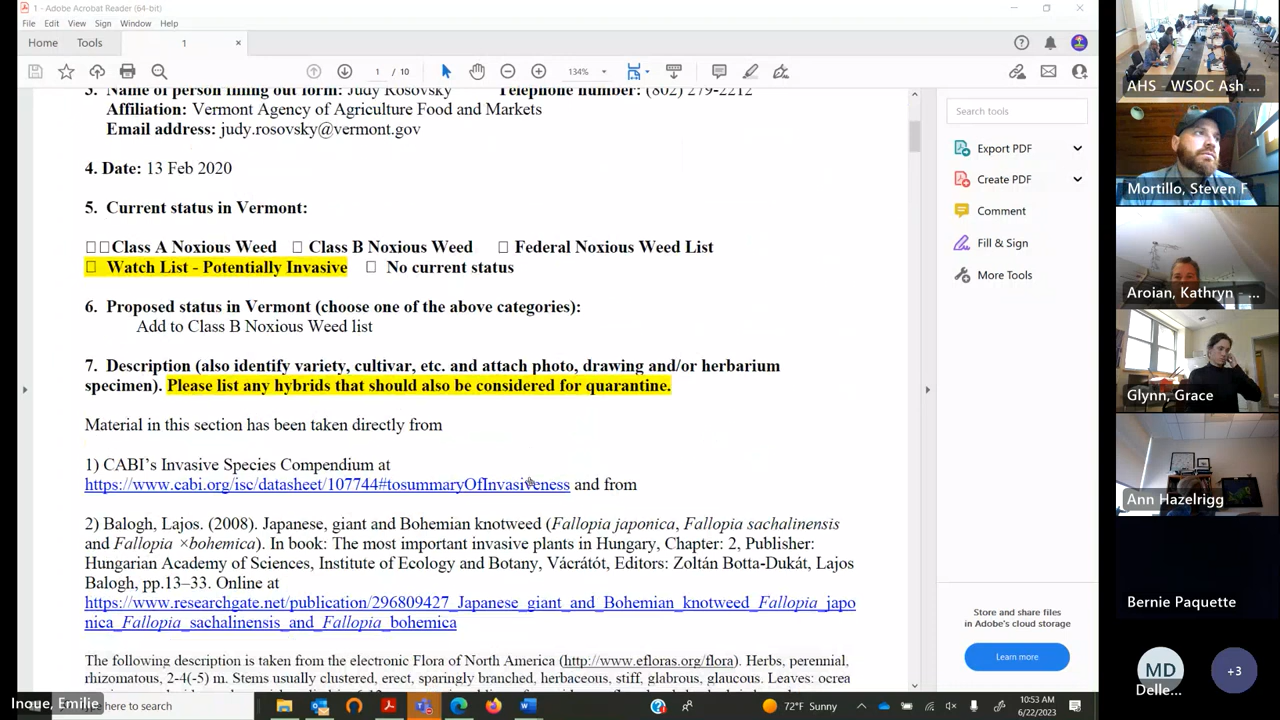 1 - Adobe Acrobat Reader (64-bit)
File Edit View Sign Window Help
Home Tools 1 ×
1 / 10 134%
3. Name of person filling out form: Judy Rosovsky Telephone number: (802) 279-2212
Affiliation: Vermont Agency of Agriculture Food and Markets
Email address: judy.rosovsky@vermont.gov
4. Date: 13 Feb 2020
5. Current status in Vermont:
□□Class A Noxious Weed □ Class B Noxious Weed □ Federal Noxious Weed List
□ Watch List - Potentially Invasive □ No current status
6. Proposed status in Vermont (choose one of the above categories):
Add to Class B Noxious Weed list
7. Description (also identify variety, cultivar, etc. and attach photo, drawing and/or herbarium
specimen). Please list any hybrids that should also be considered for quarantine.
Material in this section has been taken directly from
1) CABI's Invasive Species Compendium at
https://www.cabi.org/isc/datasheet/107744#tosummaryOfInvasiveness and from
2) Balogh, Lajos. (2008). Japanese, giant and Bohemian knotweed (Fallopia japonica, Fallopia sachalinensis
and Fallopia ×bohemica). In book: The most important invasive plants in Hungary, Chapter: 2, Publisher:
Hungarian Academy of Sciences, Institute of Ecology and Botany, Vácrátót, Editors: Zoltán Botta-Dukát, Lajos
Balogh, pp.13–33. Online at
https://www.researchgate.net/publication/296809427_Japanese_giant_and_Bohemian_knotweed_Fallopia_japo
nica_Fallopia_sachalinensis_and_Fallopia_bohemica
The following description is taken from the electronic Flora of North America (http://www.efloras.org/flora). Herbs, perennial,
rhizomatous, 2-4(-5) m. Stems usually clustered, erect, sparingly branched, herbaceous, stiff, glabrous, glaucous. Leaves: ocrea
Search tools
Export PDF
Create PDF
Comment
Fill & Sign
More Tools
Store and share files
in Adobe's cloud storage
Learn more
AHS - WSOC Ash ...
Mortillo, Steven F
Aroian, Kathryn - ...
Glynn, Grace
Ann Hazelrigg
Bernie Paquette
MD
Delle...
+3
Inoue, Emilie
here to search
72°F Sunny
10:53 AM
6/22/2023